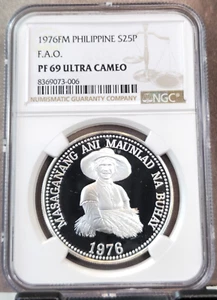 1976FM PHILIPPINE S25P
F.A.O.
PF 69 ULTRA CAMEO
8369073-006
NUMISMATIC GUARANTY COMPANY
NGC
MASAGANANG ANI MAUNLAD NA BUHAY
1976